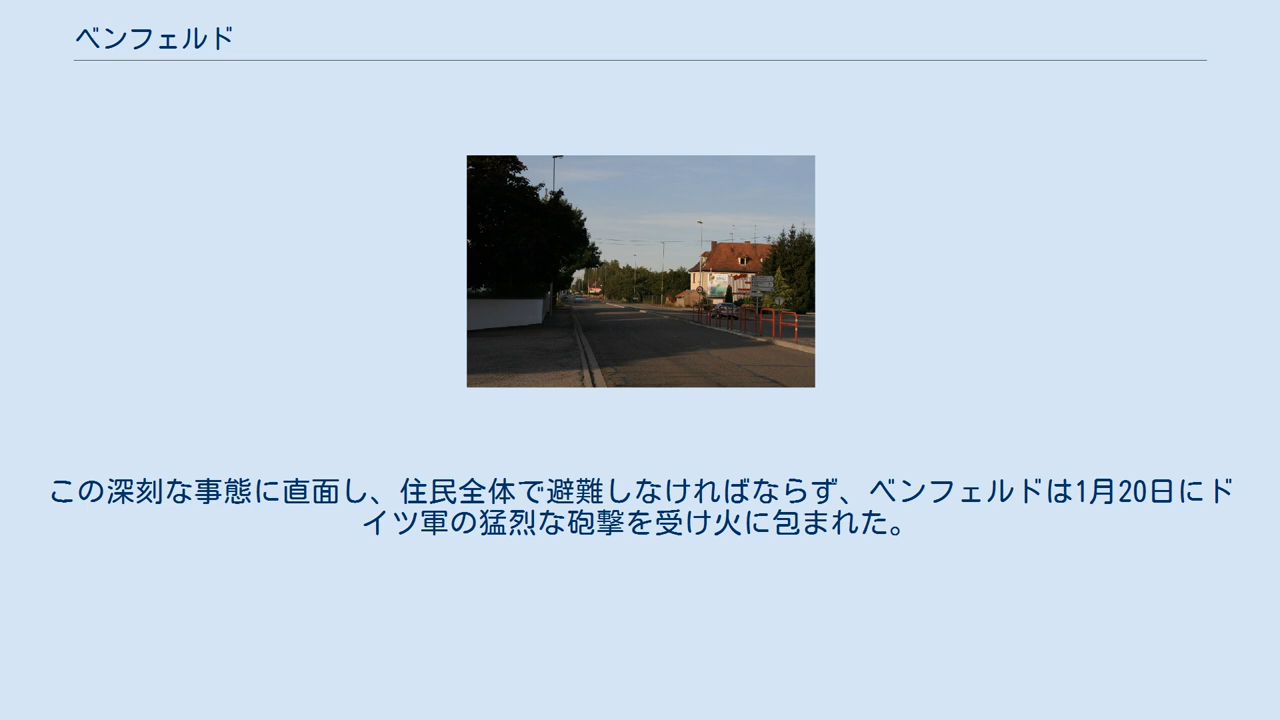 ベンフェルド
この深刻な事態に直面し、住民全体で避難しなければならず、ベンフェルドは1月20日にド
イツ軍の猛烈な砲撃を受け火に包まれた。